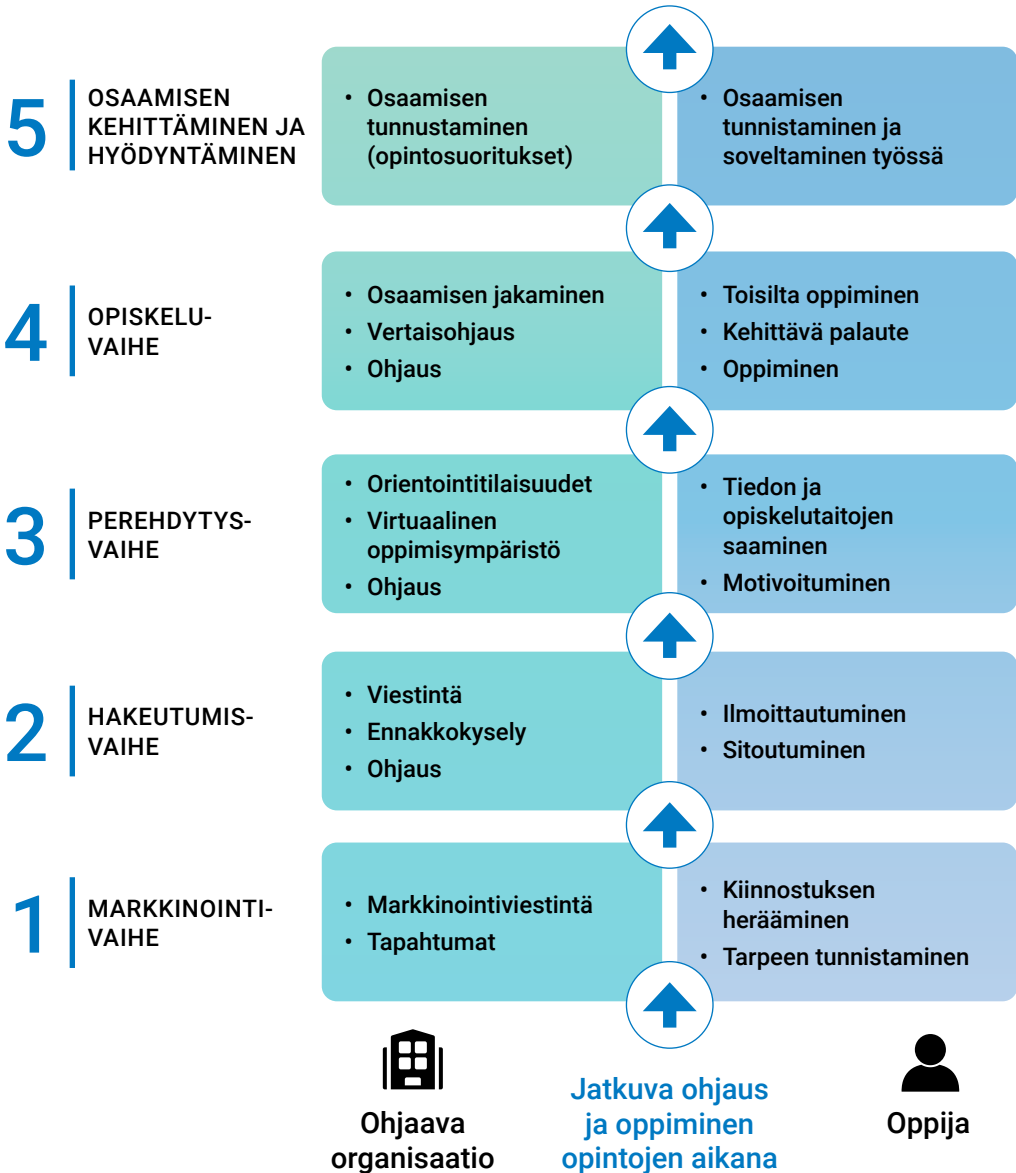 5
OSAAMISEN
KEHITTÄMINEN JA
HYÖDYNTÄMINEN
• Osaamisen
tunnustaminen
(opintosuoritukset)
• Osaamisen
tunnistaminen ja
soveltaminen työssä
4
OPISKELU-
VAIHE
• Osaamisen jakaminen
• Vertaisohjaus
• Ohjaus
• Toisilta oppiminen
• Kehittävä palaute
• Oppiminen
3
PEREHDYTYS-
VAIHE
• Orientointitilaisuudet
• Virtuaalinen
oppimisympäristö
• Ohjaus
• Tiedon ja
opiskelutaitojen
saaminen
• Motivoituminen
2
HAKEUTUMIS-
VAIHE
• Viestintä
• Ennakkokysely
• Ohjaus
• Ilmoittautuminen
• Sitoutuminen
1
MARKKINOINTI-
VAIHE
• Markkinointiviestintä
• Tapahtumat
• Kiinnostuksen
herääminen
• Tarpeen tunnistaminen
Ohjaava
organisaatio
Jatkuva ohjaus
ja oppiminen
opintojen aikana
Oppija